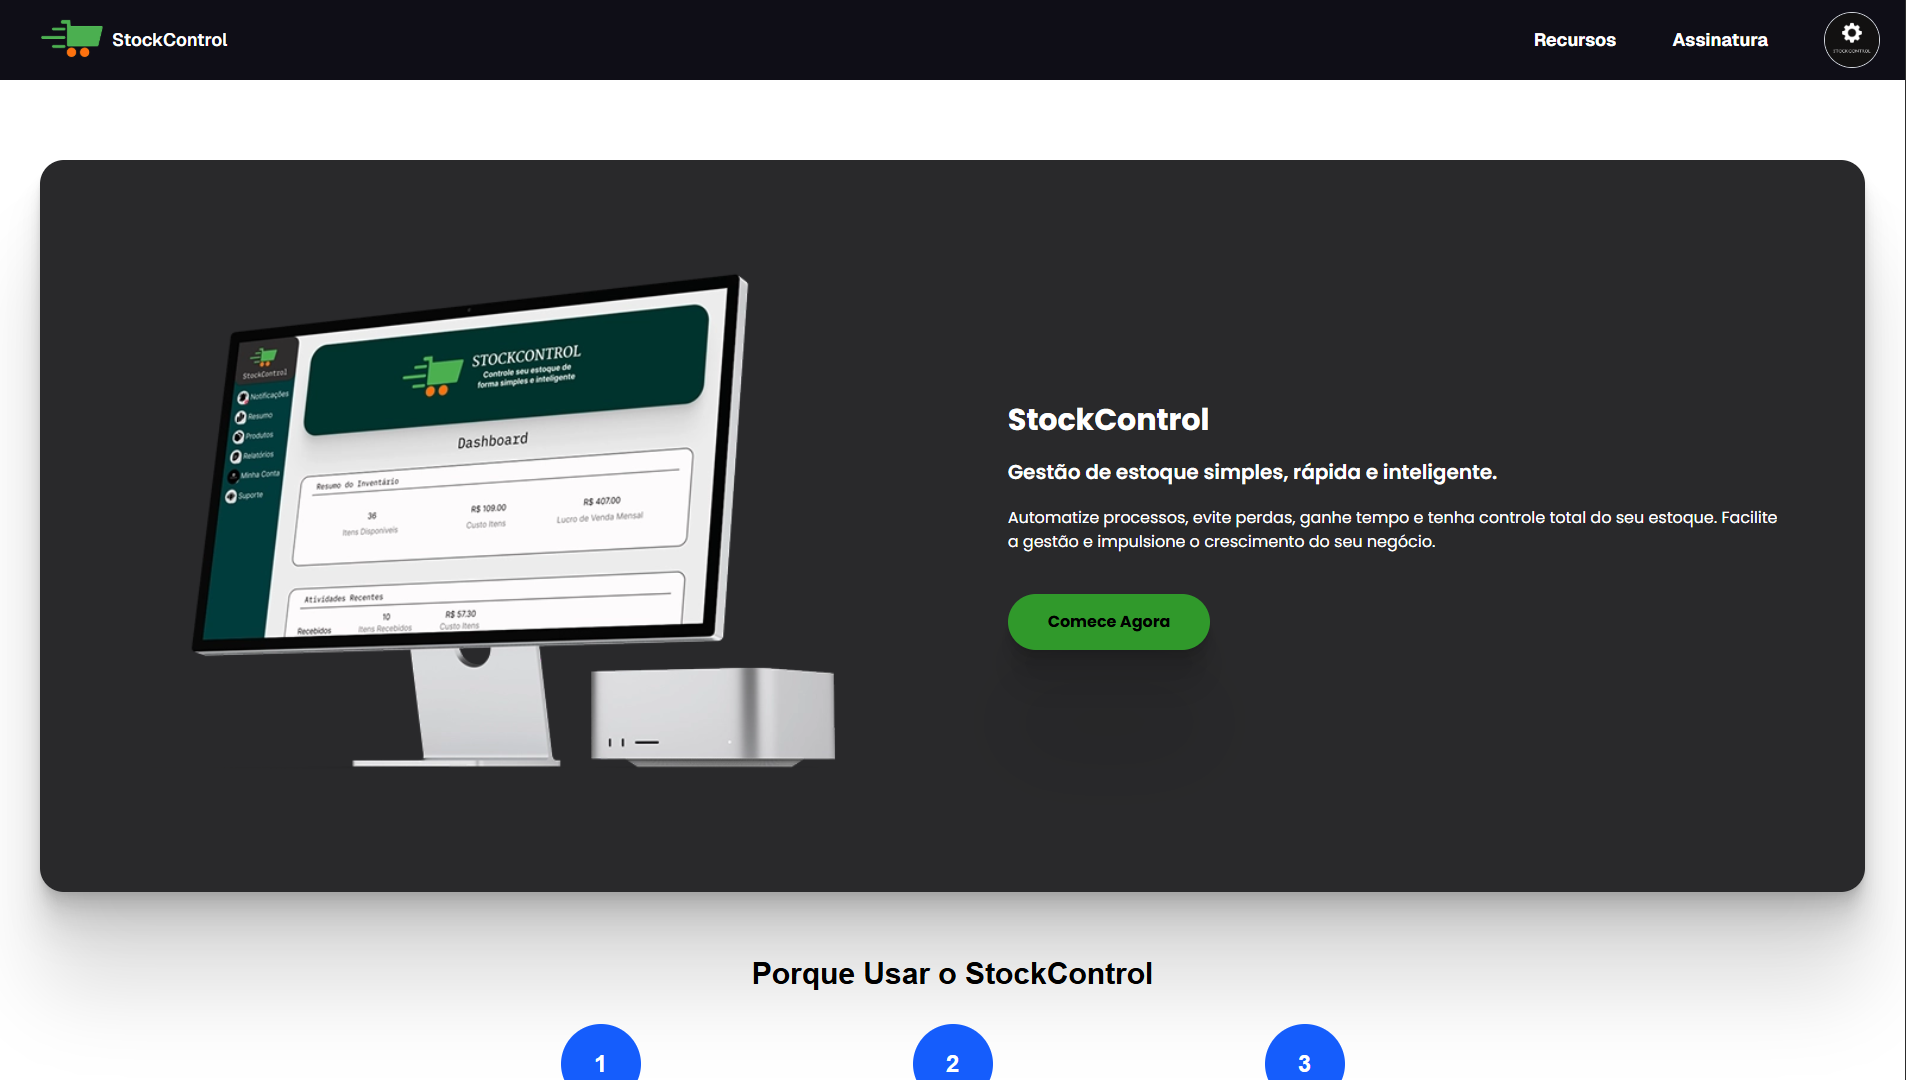 StockControl
Recursos
Assinatura
STOCKCONTROL
StockControl
Notificações
Resumo
Produtos
Relatórios
Minha Conta
Suporte
STOCKCONTROL
Controle seu estoque de
forma simples e inteligente
Dashboard
Resumo do Inventário
36
Itens Disponíveis
R$ 109.00
Custo Itens
R$ 407.00
Lucro de Venda Mensal
Atividades Recentes
Recebidos
10
Itens Recebidos
R$ 57.30
Custo Itens
StockControl
Gestão de estoque simples, rápida e inteligente.
Automatize processos, evite perdas, ganhe tempo e tenha controle total do seu estoque. Facilite
a gestão e impulsione o crescimento do seu negócio.
Comece Agora
Porque Usar o StockControl
1
2
3